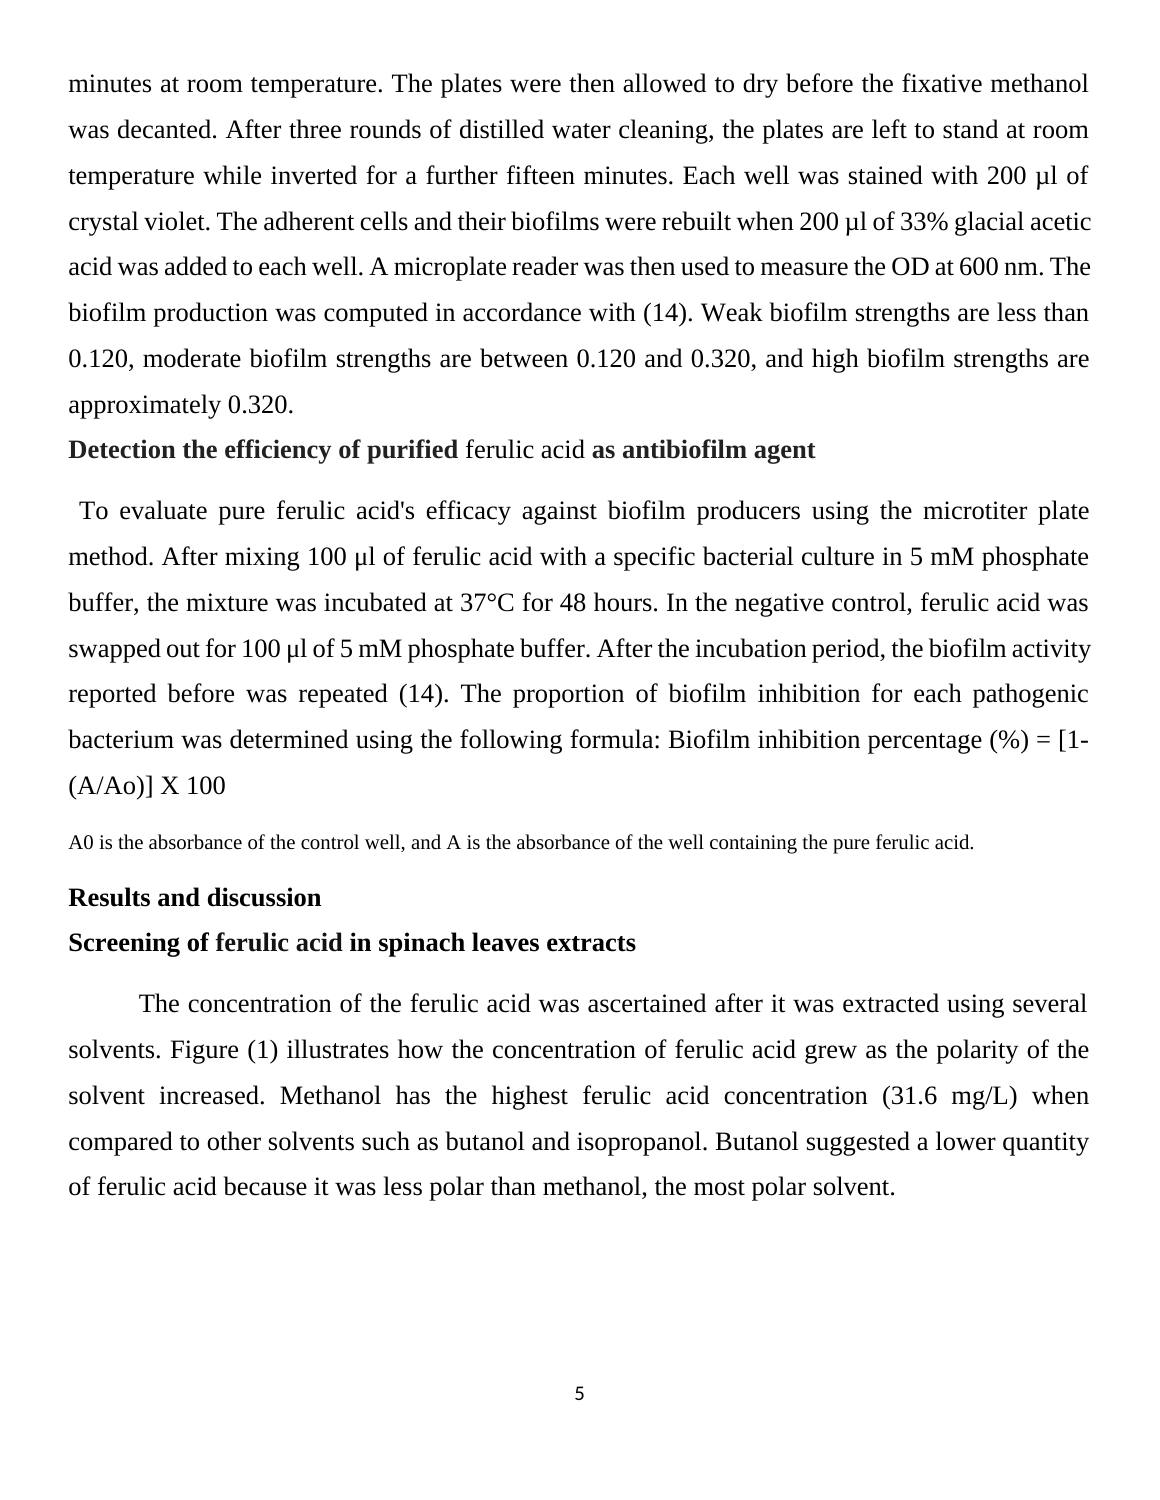 minutes at room temperature. The plates were then allowed to dry before the fixative methanol
was decanted. After three rounds of distilled water cleaning, the plates are left to stand at room
temperature while inverted for a further fifteen minutes. Each well was stained with 200 µl of
crystal violet. The adherent cells and their biofilms were rebuilt when 200 µl of 33% glacial acetic
acid was added to each well. A microplate reader was then used to measure the OD at 600 nm. The
biofilm production was computed in accordance with (14). Weak biofilm strengths are less than
0.120, moderate biofilm strengths are between 0.120 and 0.320, and high biofilm strengths are
approximately 0.320.
Detection the efficiency of purified ferulic acid as antibiofilm agent
To evaluate pure ferulic acid's efficacy against biofilm producers using the microtiter plate
method. After mixing 100 μl of ferulic acid with a specific bacterial culture in 5 mM phosphate
buffer, the mixture was incubated at 37°C for 48 hours. In the negative control, ferulic acid was
swapped out for 100 μl of 5 mM phosphate buffer. After the incubation period, the biofilm activity
reported before was repeated (14). The proportion of biofilm inhibition for each pathogenic
bacterium was determined using the following formula: Biofilm inhibition percentage (%) = [1-
(A/Ao)] X 100
A0 is the absorbance of the control well, and A is the absorbance of the well containing the pure ferulic acid.
Results and discussion
Screening of ferulic acid in spinach leaves extracts
The concentration of the ferulic acid was ascertained after it was extracted using several
solvents. Figure (1) illustrates how the concentration of ferulic acid grew as the polarity of the
solvent increased. Methanol has the highest ferulic acid concentration (31.6 mg/L) when
compared to other solvents such as butanol and isopropanol. Butanol suggested a lower quantity
of ferulic acid because it was less polar than methanol, the most polar solvent.
5